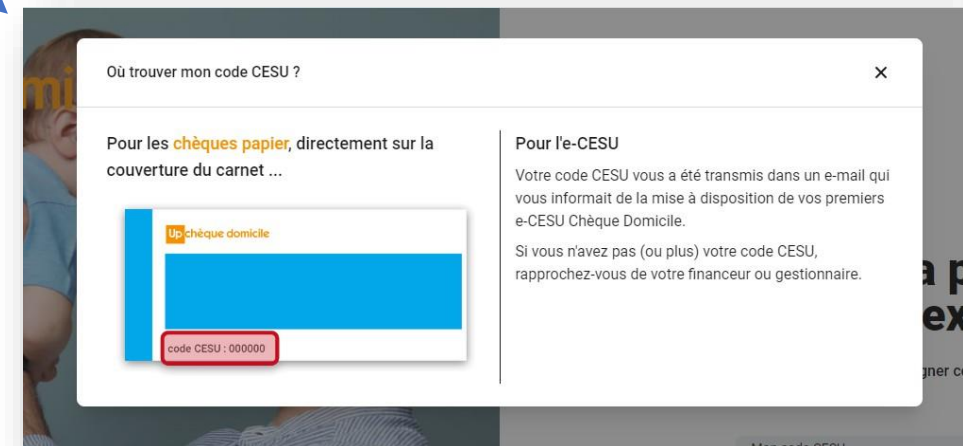 Où trouver mon code CESU ?
Pour les chèques papier, directement sur la
couverture du carnet ...
Up chèque domicile
code CESU : 000000
Pour l'e-CESU
Votre code CESU vous a été transmis dans un e-mail qui
vous informait de la mise à disposition de vos premiers
e-CESU Chèque Domicile.
Si vous n'avez pas (ou plus) votre code CESU,
rapprochez-vous de votre financeur ou gestionnaire.
Mon code CESU